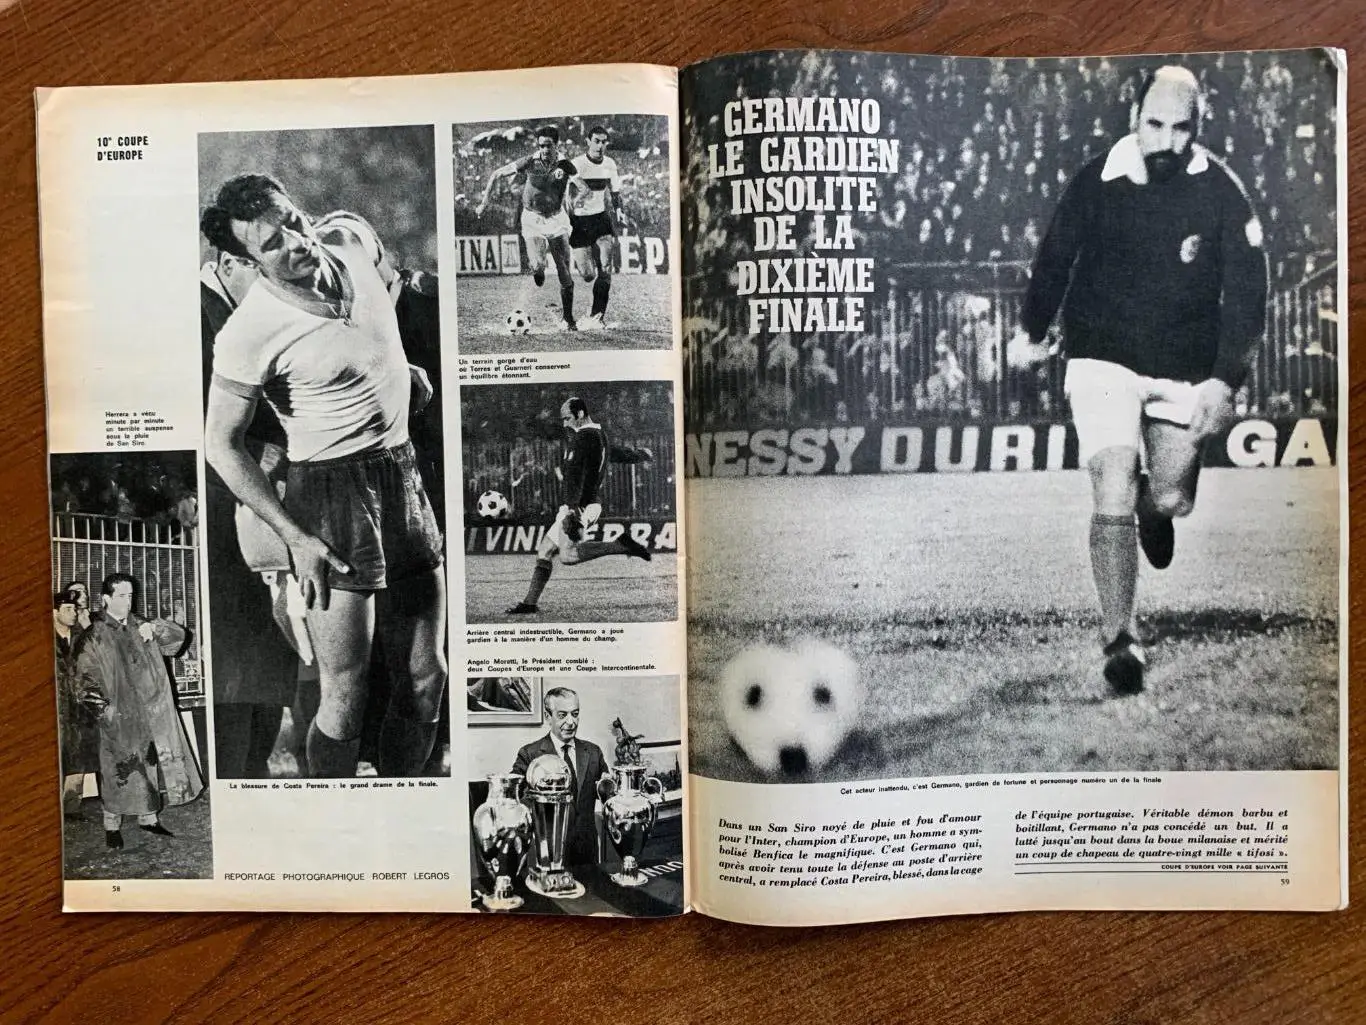 10e COUPE
D'EUROPE
Herrera a vécu
minute par minute
un terrible suspense
sous la pluie
de San Siro.
La blessure de Costa Pereira : le grand drame de la finale.
TINA
ÉP
Un terrain gorgé d'eau
où Torres et Guarneri conservent
un équilibre étonnant.
I VINI FERRA
Arrière central indestructible, Germano a joué
gardien à la manière d'un homme du champ.
Angelo Moratti, le Président comblé :
deux Coupes d'Europe et une Coupe Intercontinentale.
REPORTAGE PHOTOGRAPHIQUE ROBERT LEGROS
58
GERMANO
LE GARDIEN
INSOLITE
DE LA
DIXIÈME
FINALE
NESSY DURI GA
Cet acteur inattendu, c'est Germano, gardien de fortune et personnage numéro un de la finale
Dans un San Siro noyé de pluie et fou d'amour
pour l'Inter, champion d'Europe, un homme a sym-
bolisé Benfica le magnifique. C'est Germano qui,
après avoir tenu toute la défense au poste d'arrière
central, a remplacé Costa Pereira, blessé, dans la cage
de l'équipe portugaise. Véritable démon barbu et
boitillant, Germano n'a pas concédé un but. Il a
lutté jusqu'au bout dans la boue milanaise et mérité
un coup de chapeau de quatre-vingt mille « tifosi ».
COUPE D'EUROPE VOIR PAGE SUIVANTE
59